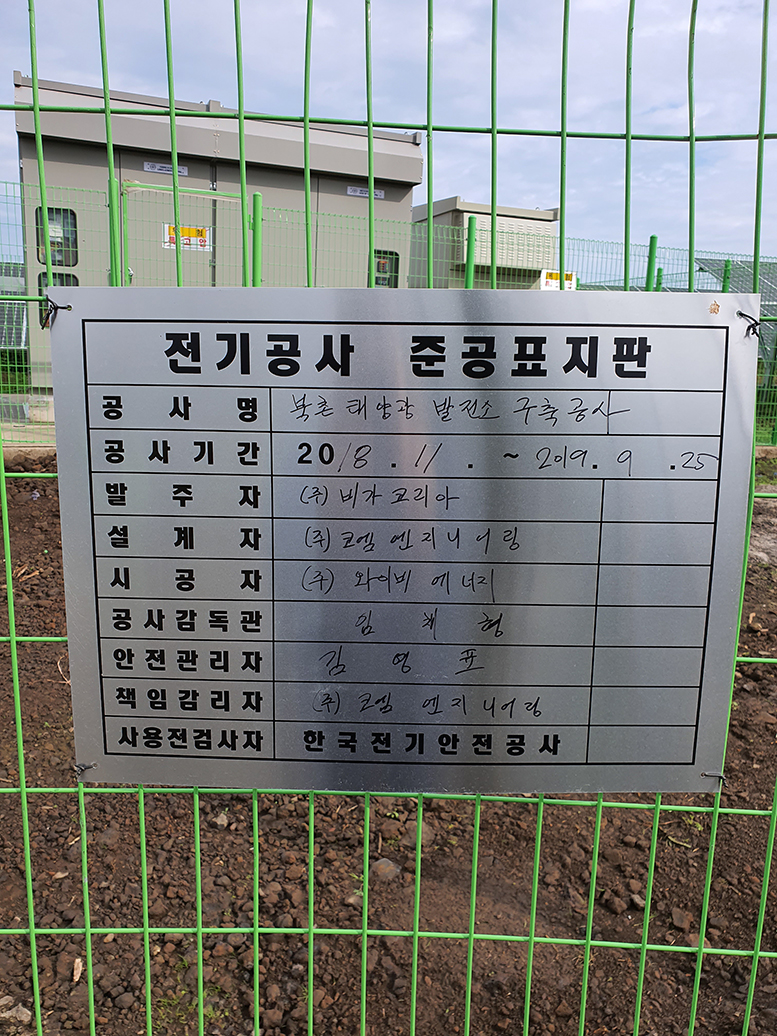 전기공사 준공표지판
공사명 북촌 태양광 발전소 구축공사
공사기간 2018.11. ~ 2019.9.25
발주자 (주) 비가코리아
설계자 (주) 코엠 엔지니어링
시공자 (주) 와이비 에너지
공사감독관 임채형
안전관리자 김영표
책임감리자 (주) 코엠 엔지니어링
사용전검사자 한국전기안전공사